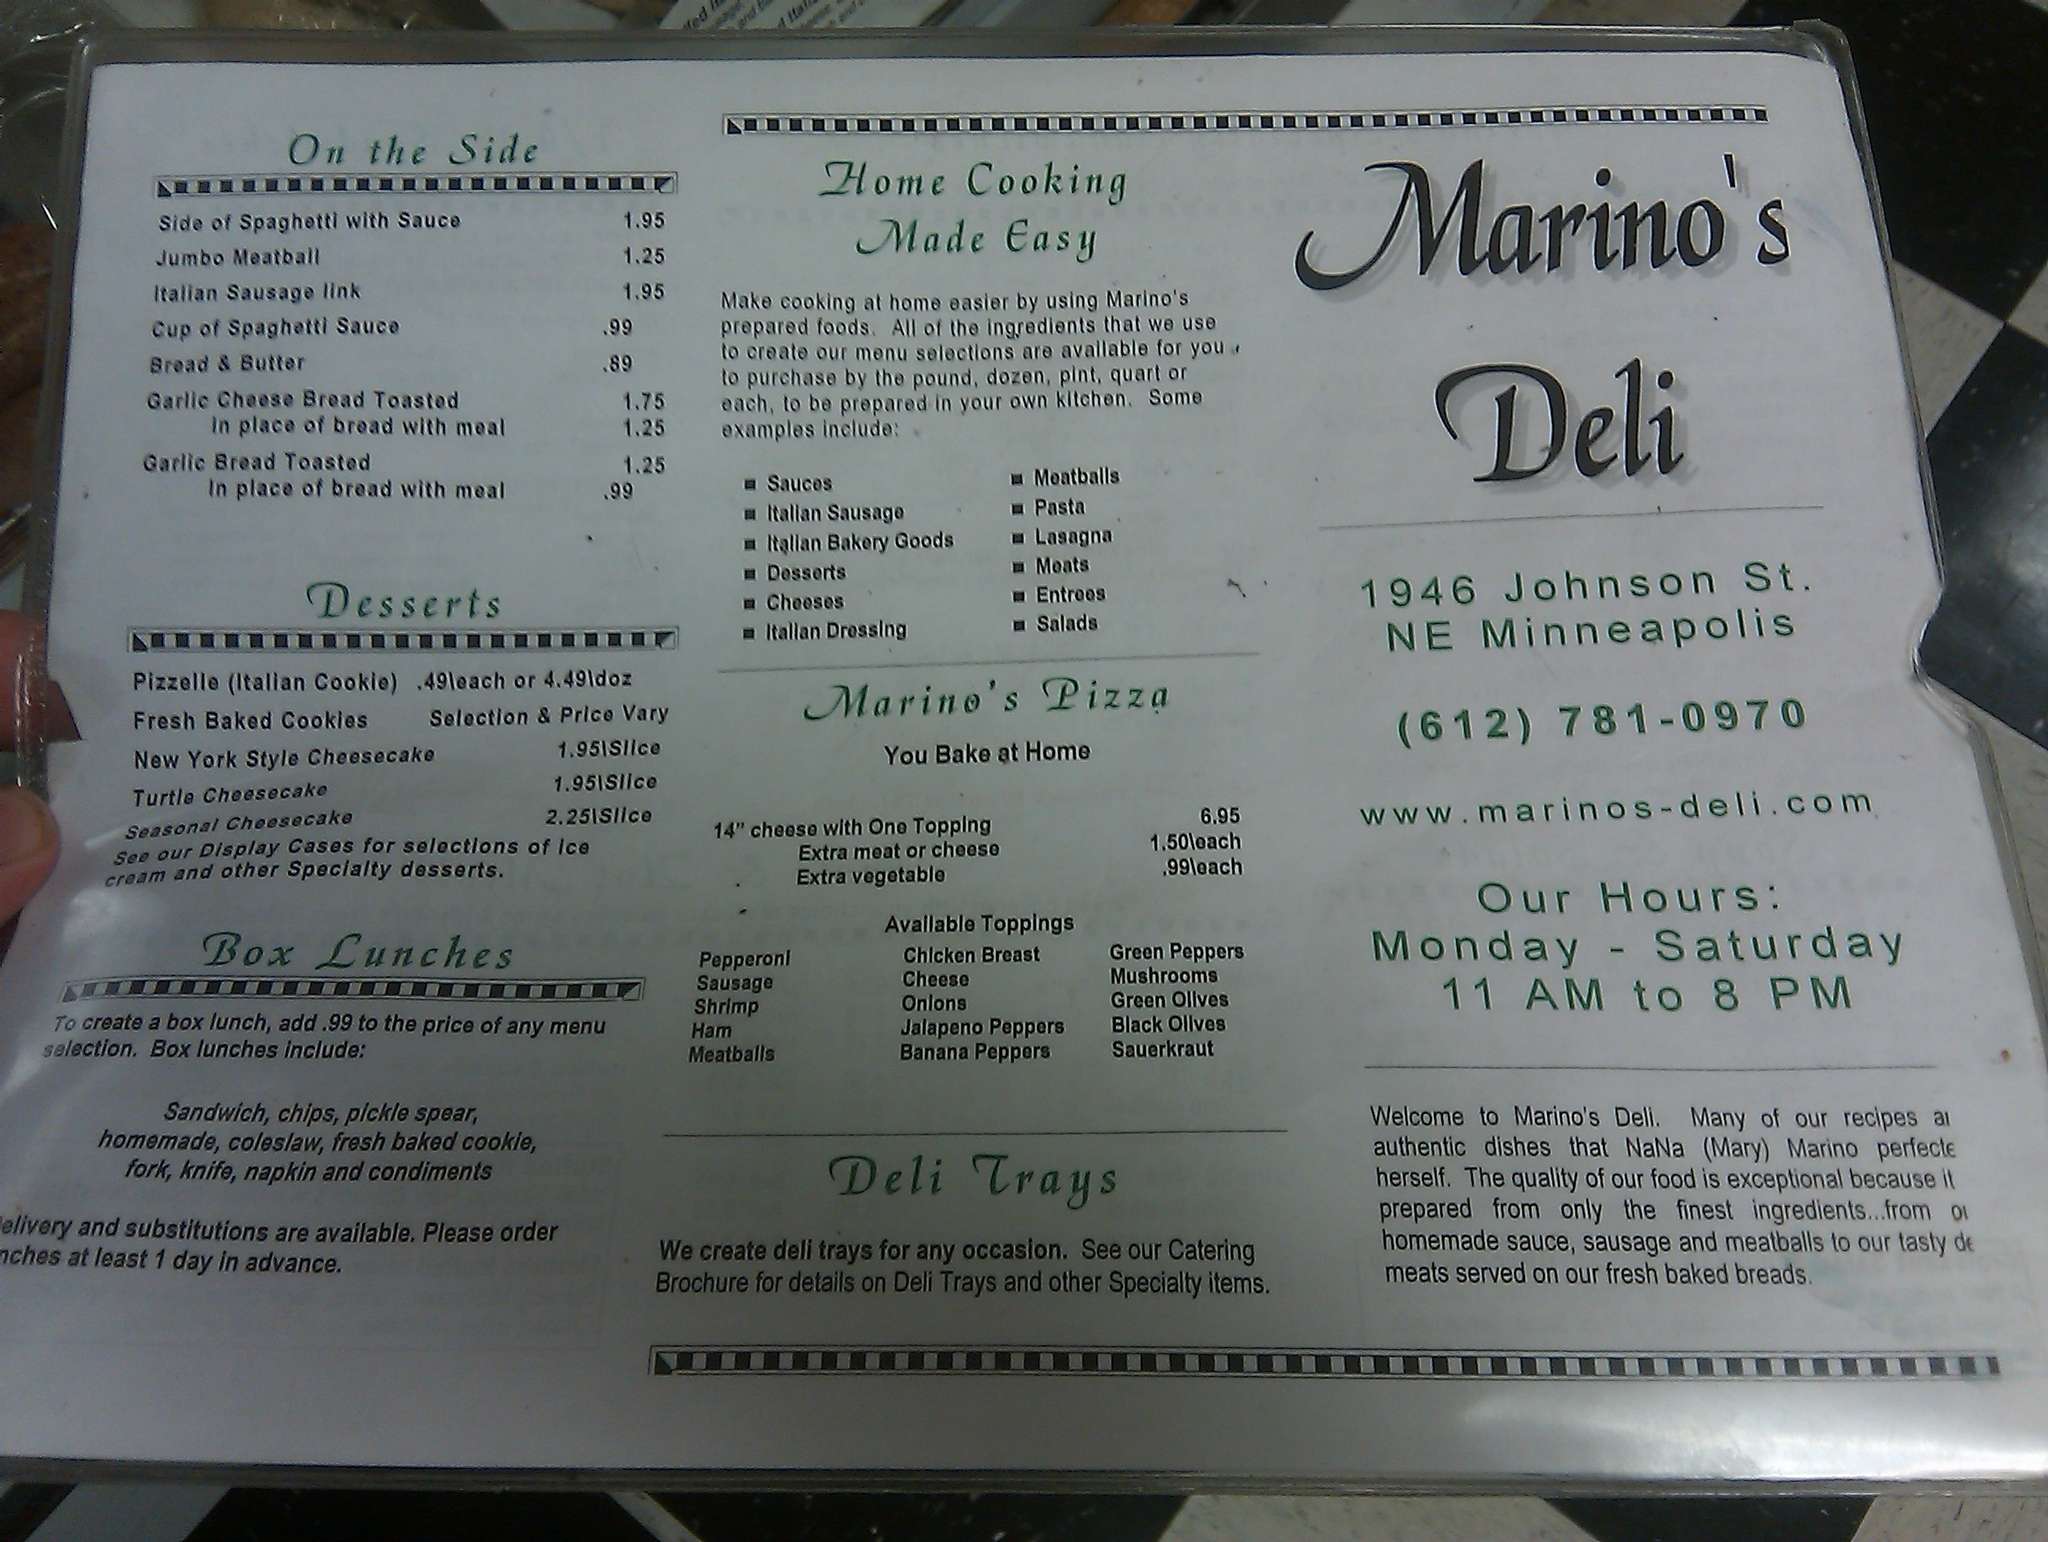 On the Side
Side of Spaghetti with Sauce 1.95
Jumbo Meatball 1.25
Italian Sausage link 1.95
Cup of Spaghetti Sauce .99
Bread & Butter .89
Garlic Cheese Bread Toasted 1.75
In place of bread with meal 1.25
Garlic Bread Toasted 1.25
In place of bread with meal .99
Desserts
Pizzelle (Italian Cookie) .49\each or 4.49\doz
Fresh Baked Cookies Selection & Price Vary
New York Style Cheesecake 1.95\Slice
Turtle Cheesecake 1.95\Slice
Seasonal Cheesecake 2.25\Slice
See our Display Cases for selections of Ice
cream and other Specialty desserts.
Box Lunches
To create a box lunch, add .99 to the price of any menu
selection. Box lunches include:
Sandwich, chips, pickle spear,
homemade, coleslaw, fresh baked cookie,
fork, knife, napkin and condiments
elivery and substitutions are available. Please order
nches at least 1 day in advance.
Home Cooking
Made Easy
Make cooking at home easier by using Marino's
prepared foods. All of the ingredients that we use
to create our menu selections are available for you
to purchase by the pound, dozen, pint, quart or
each, to be prepared in your own kitchen. Some
examples include:
▪ Sauces
▪ Italian Sausage
▪ Italian Bakery Goods
▪ Desserts
▪ Cheeses
▪ Italian Dressing
▪ Meatballs
▪ Pasta
▪ Lasagna
▪ Meats
▪ Entrees
▪ Salads
Marino's Pizza
You Bake at Home
14" cheese with One Topping 6.95
Extra meat or cheese 1.50\each
Extra vegetable .99\each
Available Toppings
Pepperoni Chicken Breast Green Peppers
Sausage Cheese Mushrooms
Shrimp Onions Green Olives
Ham Jalapeno Peppers Black Olives
Meatballs Banana Peppers Sauerkraut
Deli Trays
We create deli trays for any occasion. See our Catering
Brochure for details on Deli Trays and other Specialty items.
Marino's
Deli
1946 Johnson St.
NE Minneapolis
(612) 781-0970
www.marinos-deli.com
Our Hours:
Monday - Saturday
11 AM to 8 PM
Welcome to Marino's Deli. Many of our recipes ar
authentic dishes that NaNa (Mary) Marino perfecte
herself. The quality of our food is exceptional because it
prepared from only the finest ingredients...from ou
homemade sauce, sausage and meatballs to our tasty de
meats served on our fresh baked breads.